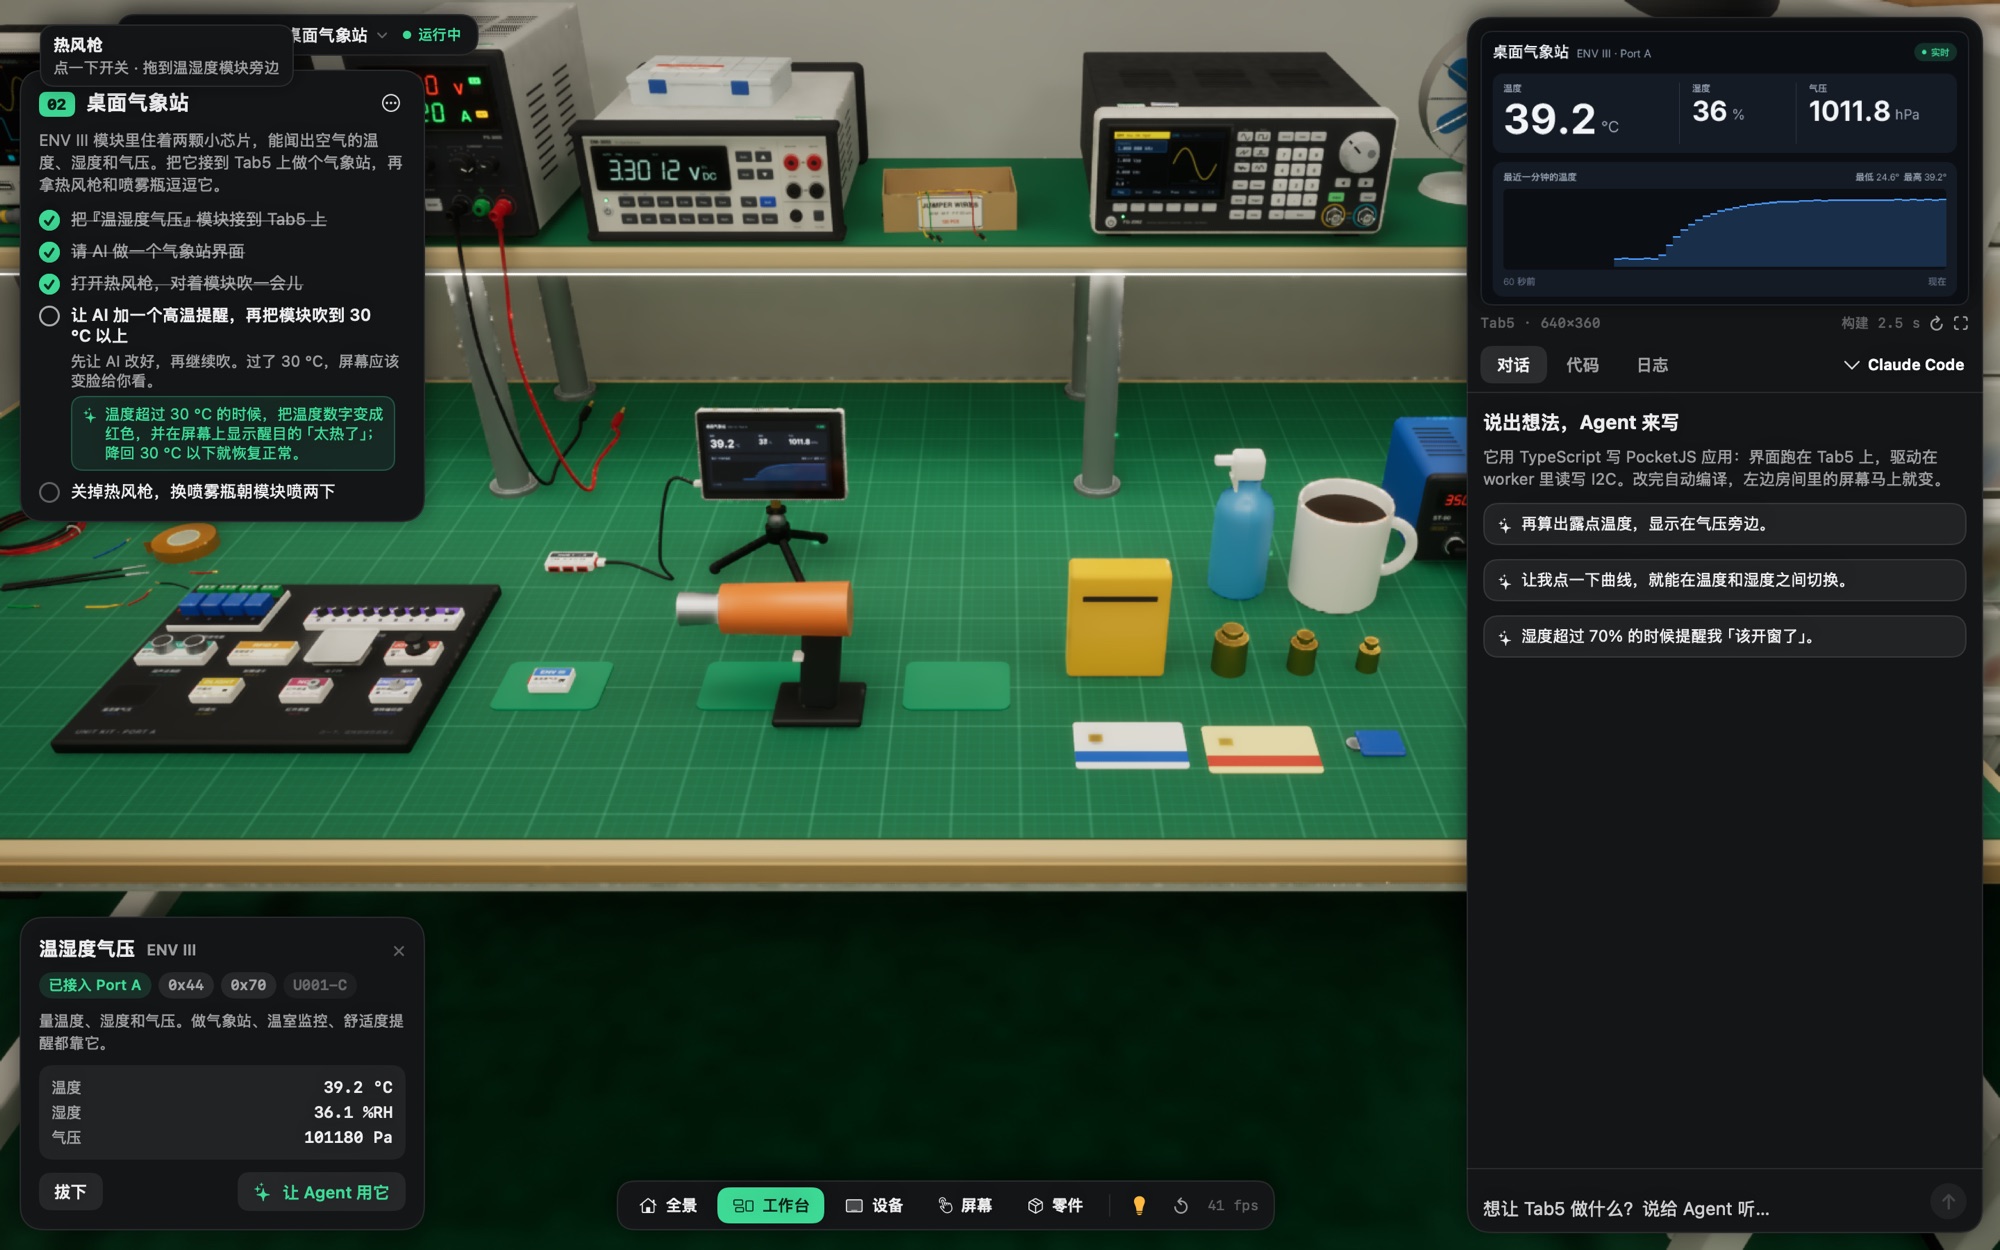 热风枪
点一下开关 · 拖到温湿度模块旁边
桌面气象站
运行中
02 桌面气象站
ENV III 模块里住着两颗小芯片，能闻出空气的温
度、湿度和气压。把它接到 Tab5 上做个气象站，再
拿热风枪和喷雾瓶逗逗它。
把『温湿度气压』模块接到 Tab5 上
请 AI 做一个气象站界面
打开热风枪，对着模块吹一会儿
让 AI 加一个高温提醒，再把模块吹到 30
°C 以上
先让 AI 改好，再继续吹。过了 30 °C，屏幕应该
变脸给你看。
温度超过 30 °C 的时候，把温度数字变成
红色，并在屏幕上显示醒目的「太热了」；
降回 30 °C 以下就恢复正常。
关掉热风枪，换喷雾瓶朝模块喷两下
3.3012 V DC
JUMPER WIRES
39.2
1011.8
350
ENV III
UNIT KIT · PORT A
温湿度气压 ENV III
已接入 Port A 0x44 0x70 U001-C
量温度、湿度和气压。做气象站、温室监控、舒适度提
醒都靠它。
温度 39.2 °C
湿度 36.1 %RH
气压 101180 Pa
拔下 让 Agent 用它
全景 工作台 设备 屏幕 零件 41 fps
桌面气象站 ENV III · Port A 实时
温度 湿度 气压
39.2 °C 36 % 1011.8 hPa
最近一分钟的温度 最低 24.6° 最高 39.2°
60 秒前 现在
Tab5 · 640×360 构建 2.5 s
对话 代码 日志 Claude Code
说出想法，Agent 来写
它用 TypeScript 写 PocketJS 应用：界面跑在 Tab5 上，驱动在
worker 里读写 I2C。改完自动编译，左边房间里的屏幕马上就变。
再算出露点温度，显示在气压旁边。
让我点一下曲线，就能在温度和湿度之间切换。
湿度超过 70% 的时候提醒我「该开窗了」。
想让 Tab5 做什么？说给 Agent 听...